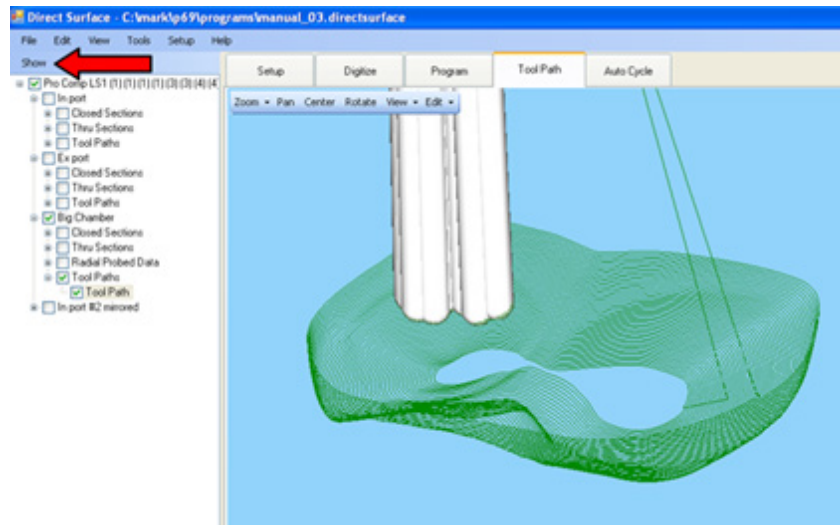 Direct Surface - C:\mark\p69\programs\manual_03.directsurface
File Edit View Tools Setup Help
Show
Setup Digitize Program Tool Path Auto Cycle
Zoom Pan Center Rotate View Edit
Pro Comp LS1 (1)(1)(1)(1)(3)(3)(4)(4
In port
Closed Sections
Thru Sections
Tool Paths
Ex port
Closed Sections
Thru Sections
Tool Paths
Big Chamber
Closed Sections
Thru Sections
Radial Probed Data
Tool Paths
Tool Path
In port #2 mirrored